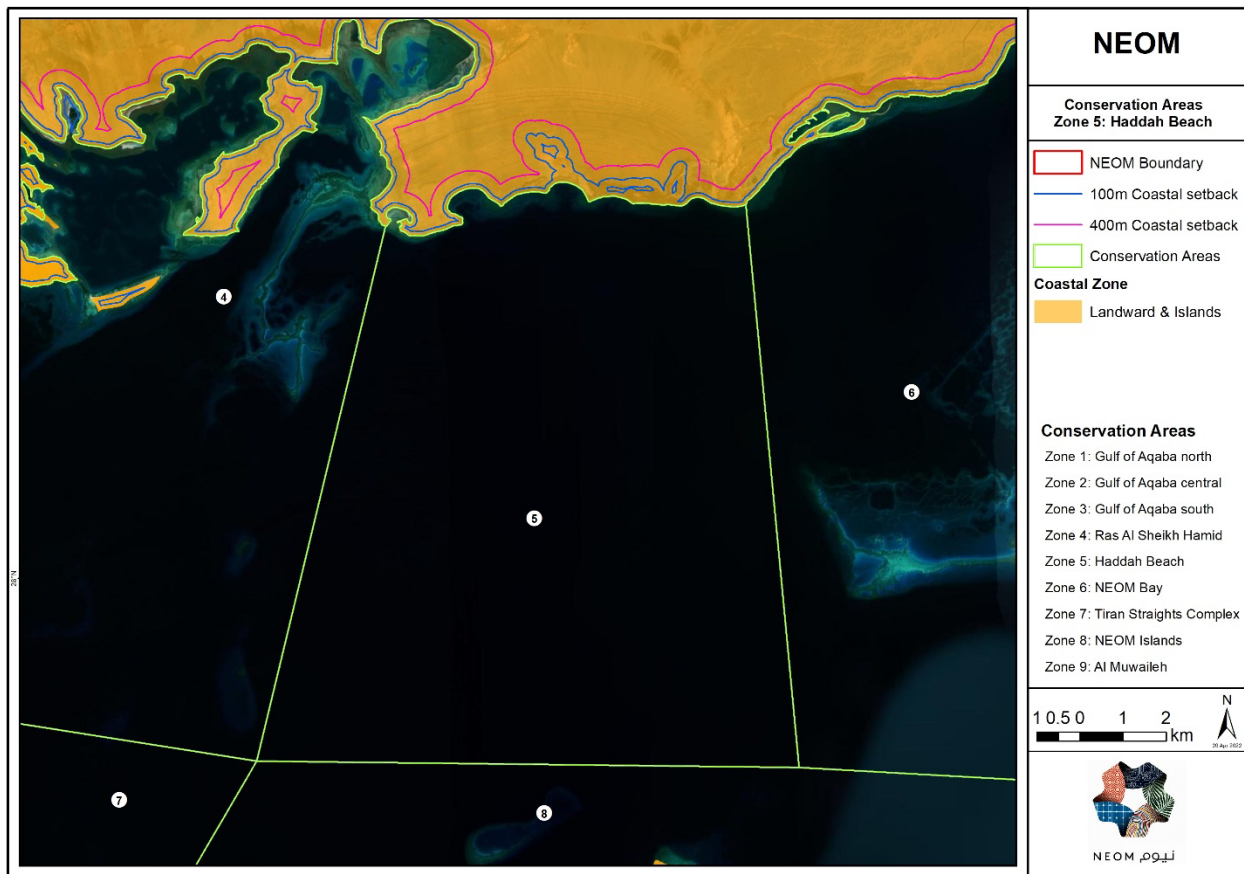 NEOM
Conservation Areas
Zone 5: Haddah Beach
NEOM Boundary
100m Coastal setback
400m Coastal setback
Conservation Areas
Coastal Zone
Landward & Islands
Conservation Areas
Zone 1: Gulf of Aqaba north
Zone 2: Gulf of Aqaba central
Zone 3: Gulf of Aqaba south
Zone 4: Ras Al Sheikh Hamid
Zone 5: Haddah Beach
Zone 6: NEOM Bay
Zone 7: Tiran Straights Complex
Zone 8: NEOM Islands
Zone 9: Al Muwaileh
1 0.5 0 1 2
km
N
20 Apr 2022
NEOM نيوم
4
6
5
28°N
7
8